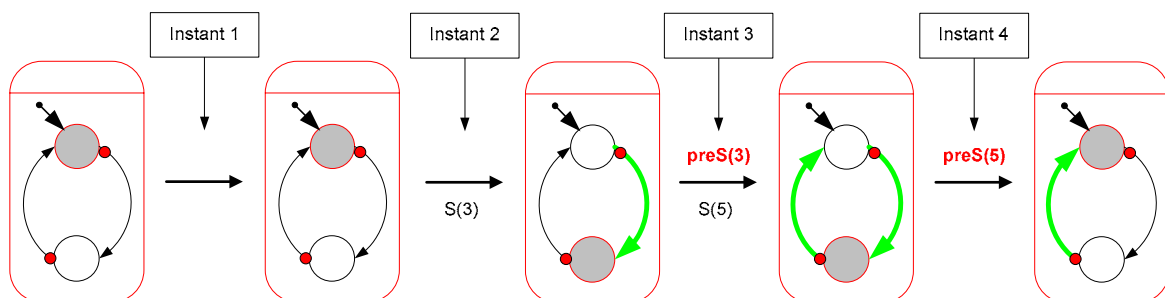 Instant 1
Instant 2
Instant 3
Instant 4
preS(3)
preS(5)
S(3)
S(5)